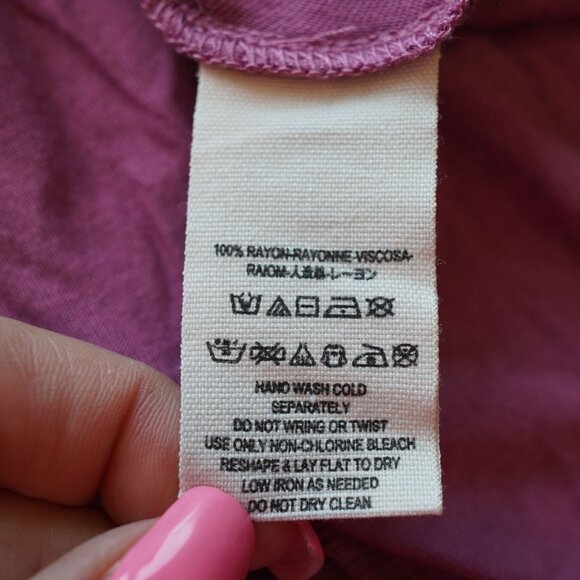 100% RAYON-RAYONNE-VISCOSA-
RAION-人造絲-レーヨン
HAND WASH COLD
SEPARATELY
DO NOT WRING OR TWIST
USE ONLY NON-CHLORINE BLEACH
RESHAPE & LAY FLAT TO DRY
LOW IRON AS NEEDED
DO NOT DRY CLEAN